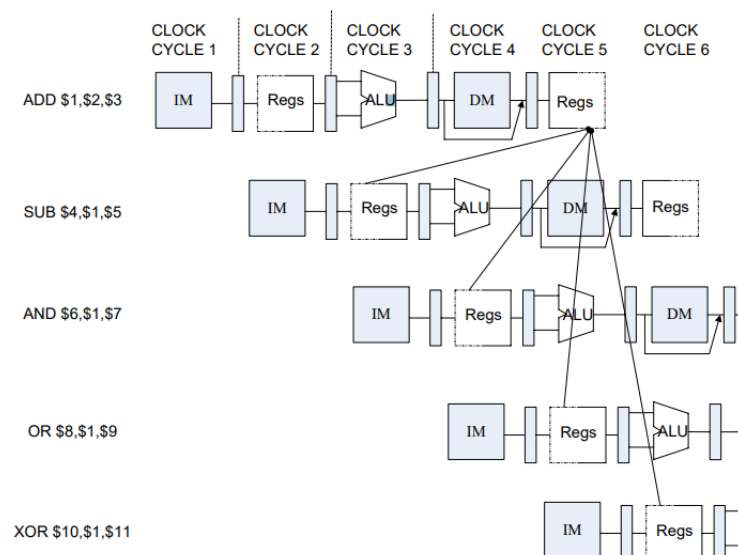 CLOCK CYCLE 1
CLOCK CYCLE 2
CLOCK CYCLE 3
CLOCK CYCLE 4
CLOCK CYCLE 5
CLOCK CYCLE 6
ADD $1,$2,$3
IM
Regs
ALU
DM
Regs
SUB $4,$1,$5
IM
Regs
ALU
DM
Regs
AND $6,$1,$7
IM
Regs
ALU
DM
OR $8,$1,$9
IM
Regs
ALU
XOR $10,$1,$11
IM
Regs